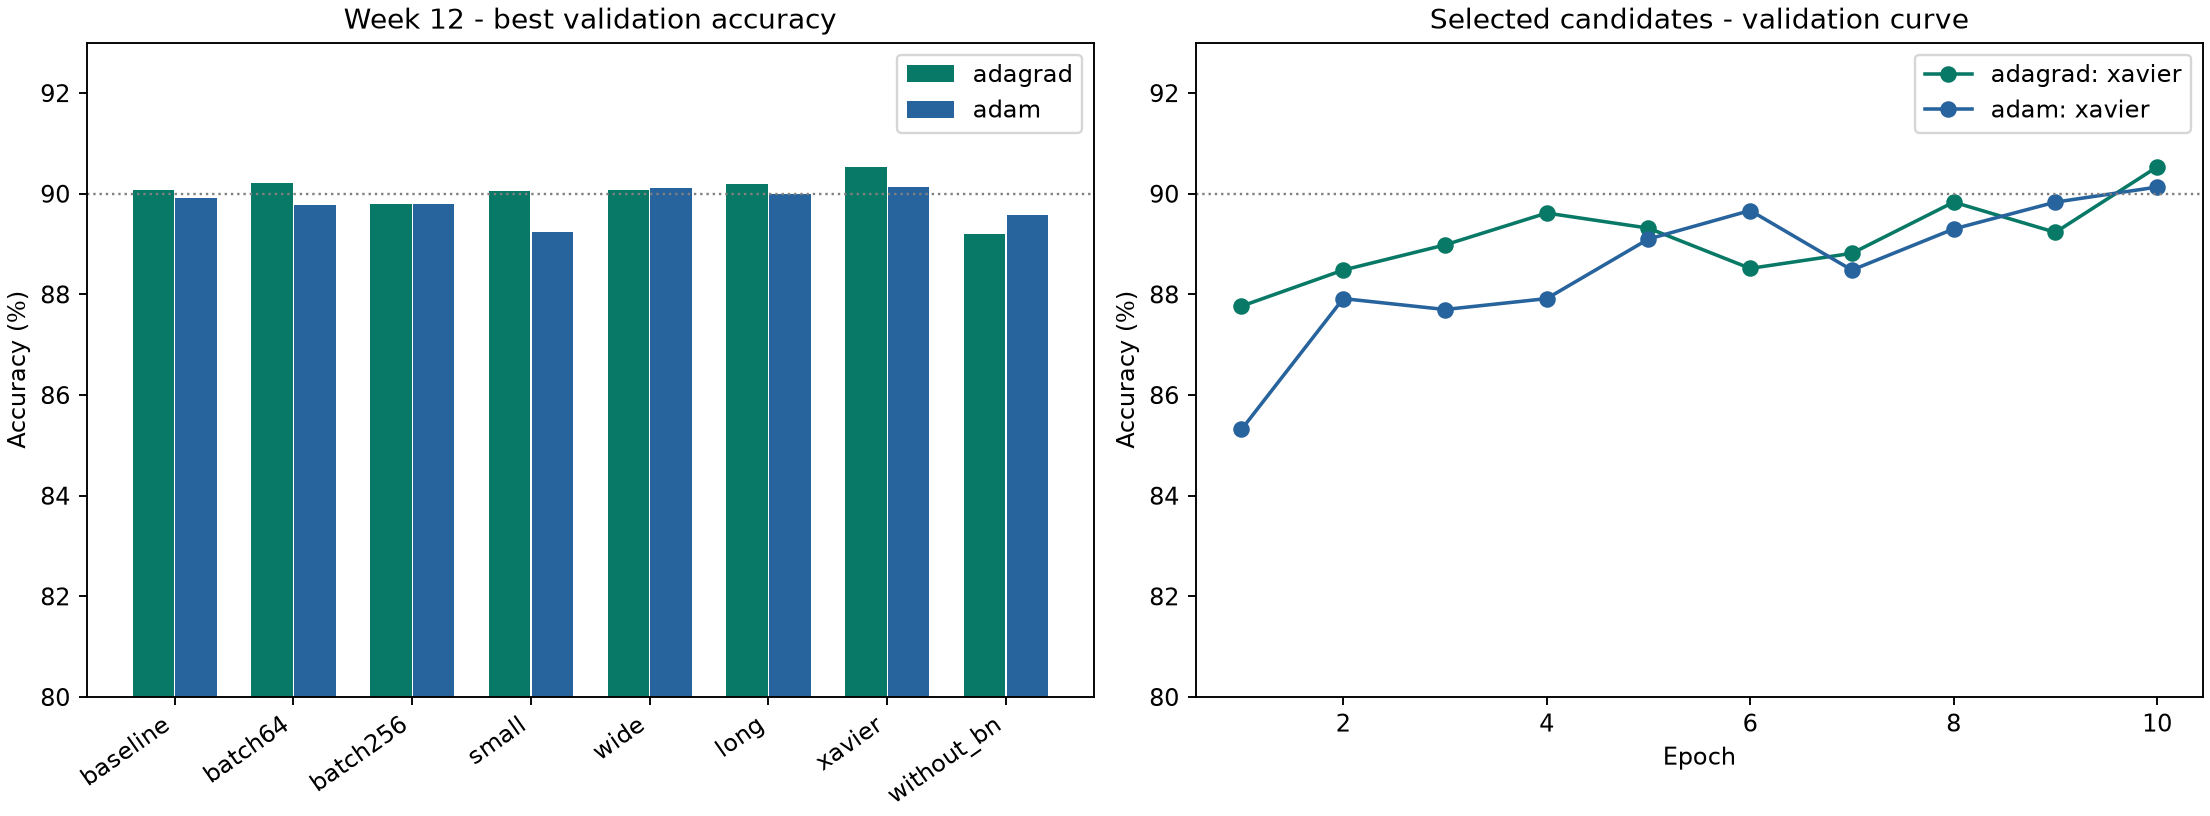 Week 12 - best validation accuracy
adagrad
adam
Accuracy (%)
92
90
88
86
84
82
80
baseline
batch64
batch256
small
wide
long
xavier
without_bn
Selected candidates - validation curve
adagrad: xavier
adam: xavier
Accuracy (%)
92
90
88
86
84
82
80
2
4
6
8
10
Epoch